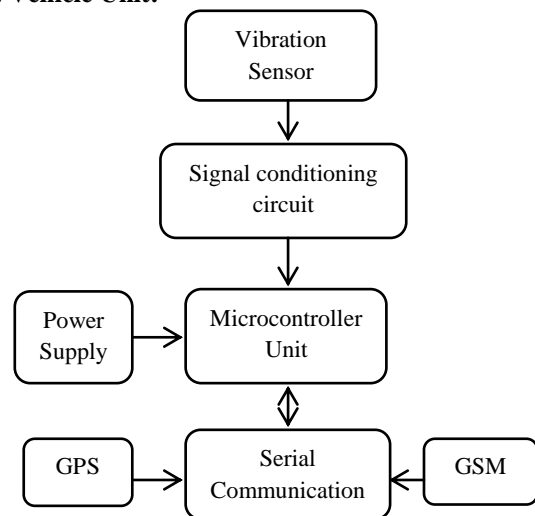 Vehicle Unit:
Vibration
Sensor
Signal conditioning
circuit
Power
Supply
Microcontroller
Unit
GPS
Serial
Communication
GSM